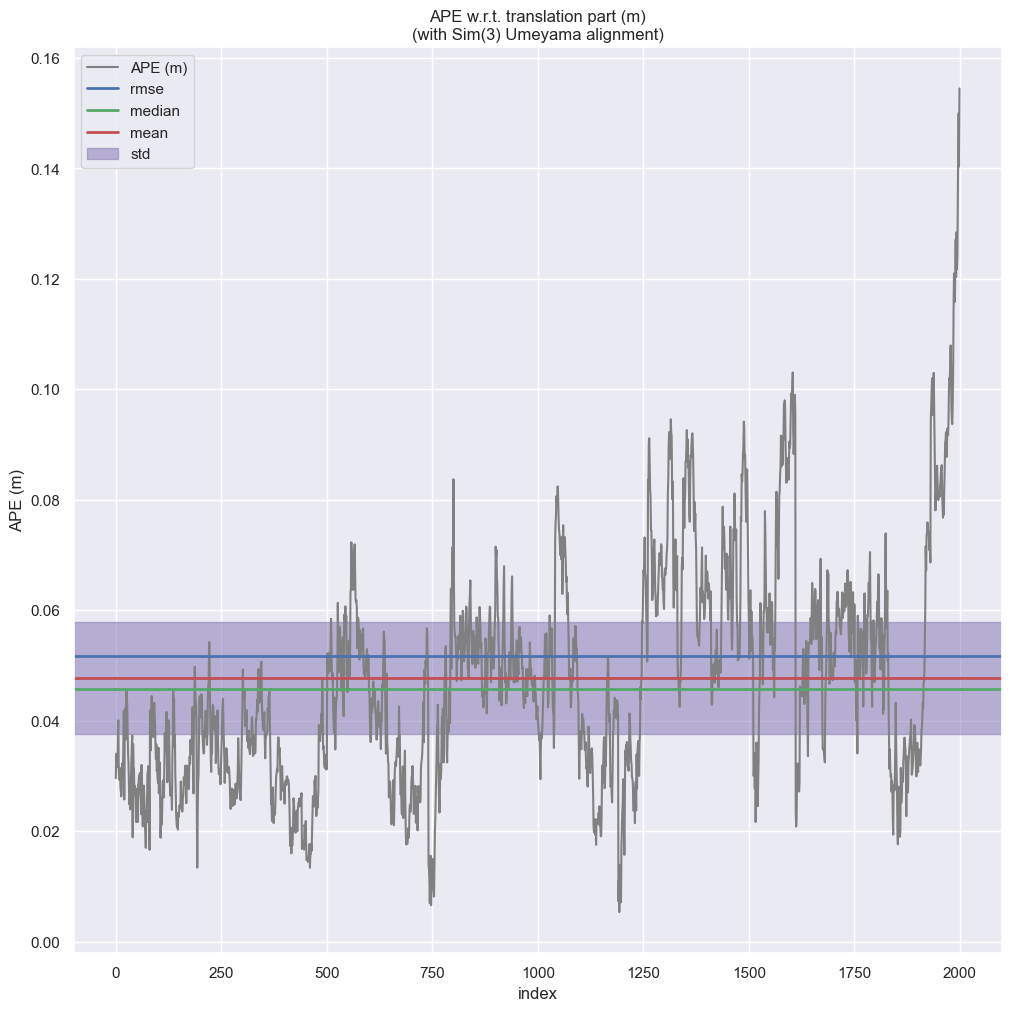 APE w.r.t. translation part (m)
(with Sim(3) Umeyama alignment)
APE (m)
rmse
median
mean
std
APE (m)
0.16
0.14
0.12
0.10
0.08
0.06
0.04
0.02
0.00
0 250 500 750 1000 1250 1500 1750 2000
index